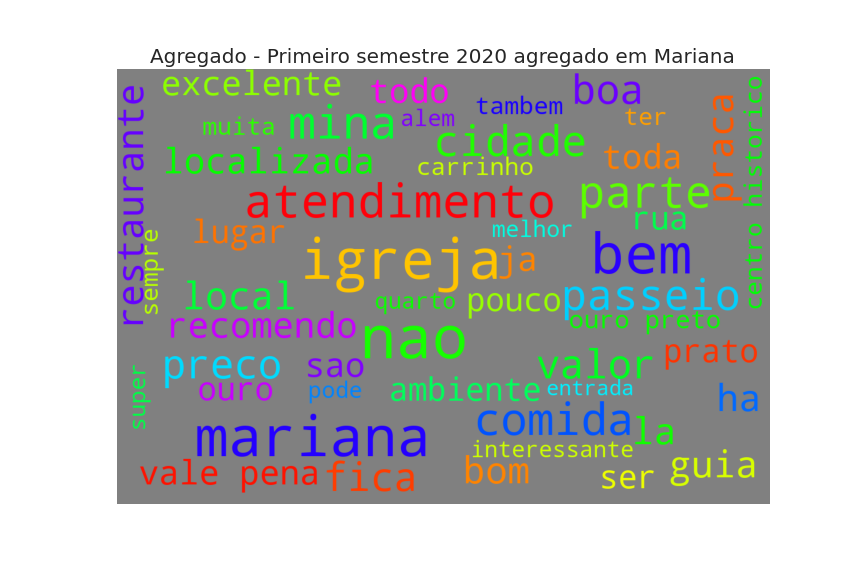 Agregado - Primeiro semestre 2020 agregado em Mariana
excelente
todo
boa
tambem
alem
ter
muita
mina
cidade
praca
centro historico
restaurante
localizada
carrinho
toda
atendimento
parte
rua
lugar
melhor
sempre
igreja
ja
bem
local
quarto
pouco
passeio
ouro preto
recomendo
nao
preco
sao
valor
prato
super
ouro
pode
ambiente
entrada
ha
mariana
comida
la
interessante
vale pena
fica
bom
ser
guia